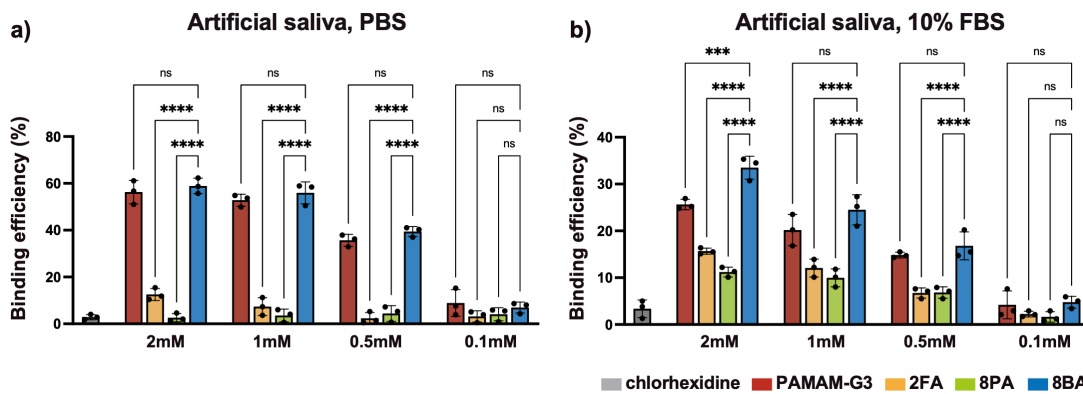 a)
Artificial saliva, PBS
ns ns ns ns
**** **** **** ns
**** **** **** ns
Binding efficiency (%)
80
60
40
20
0
2mM 1mM 0.5mM 0.1mM
b)
Artificial saliva, 10% FBS
*** ns ns ns
**** **** **** ns
**** **** **** ns
Binding efficiency (%)
40
30
20
10
0
2mM 1mM 0.5mM 0.1mM
chlorhexidine PAMAM-G3 2FA 8PA 8BA